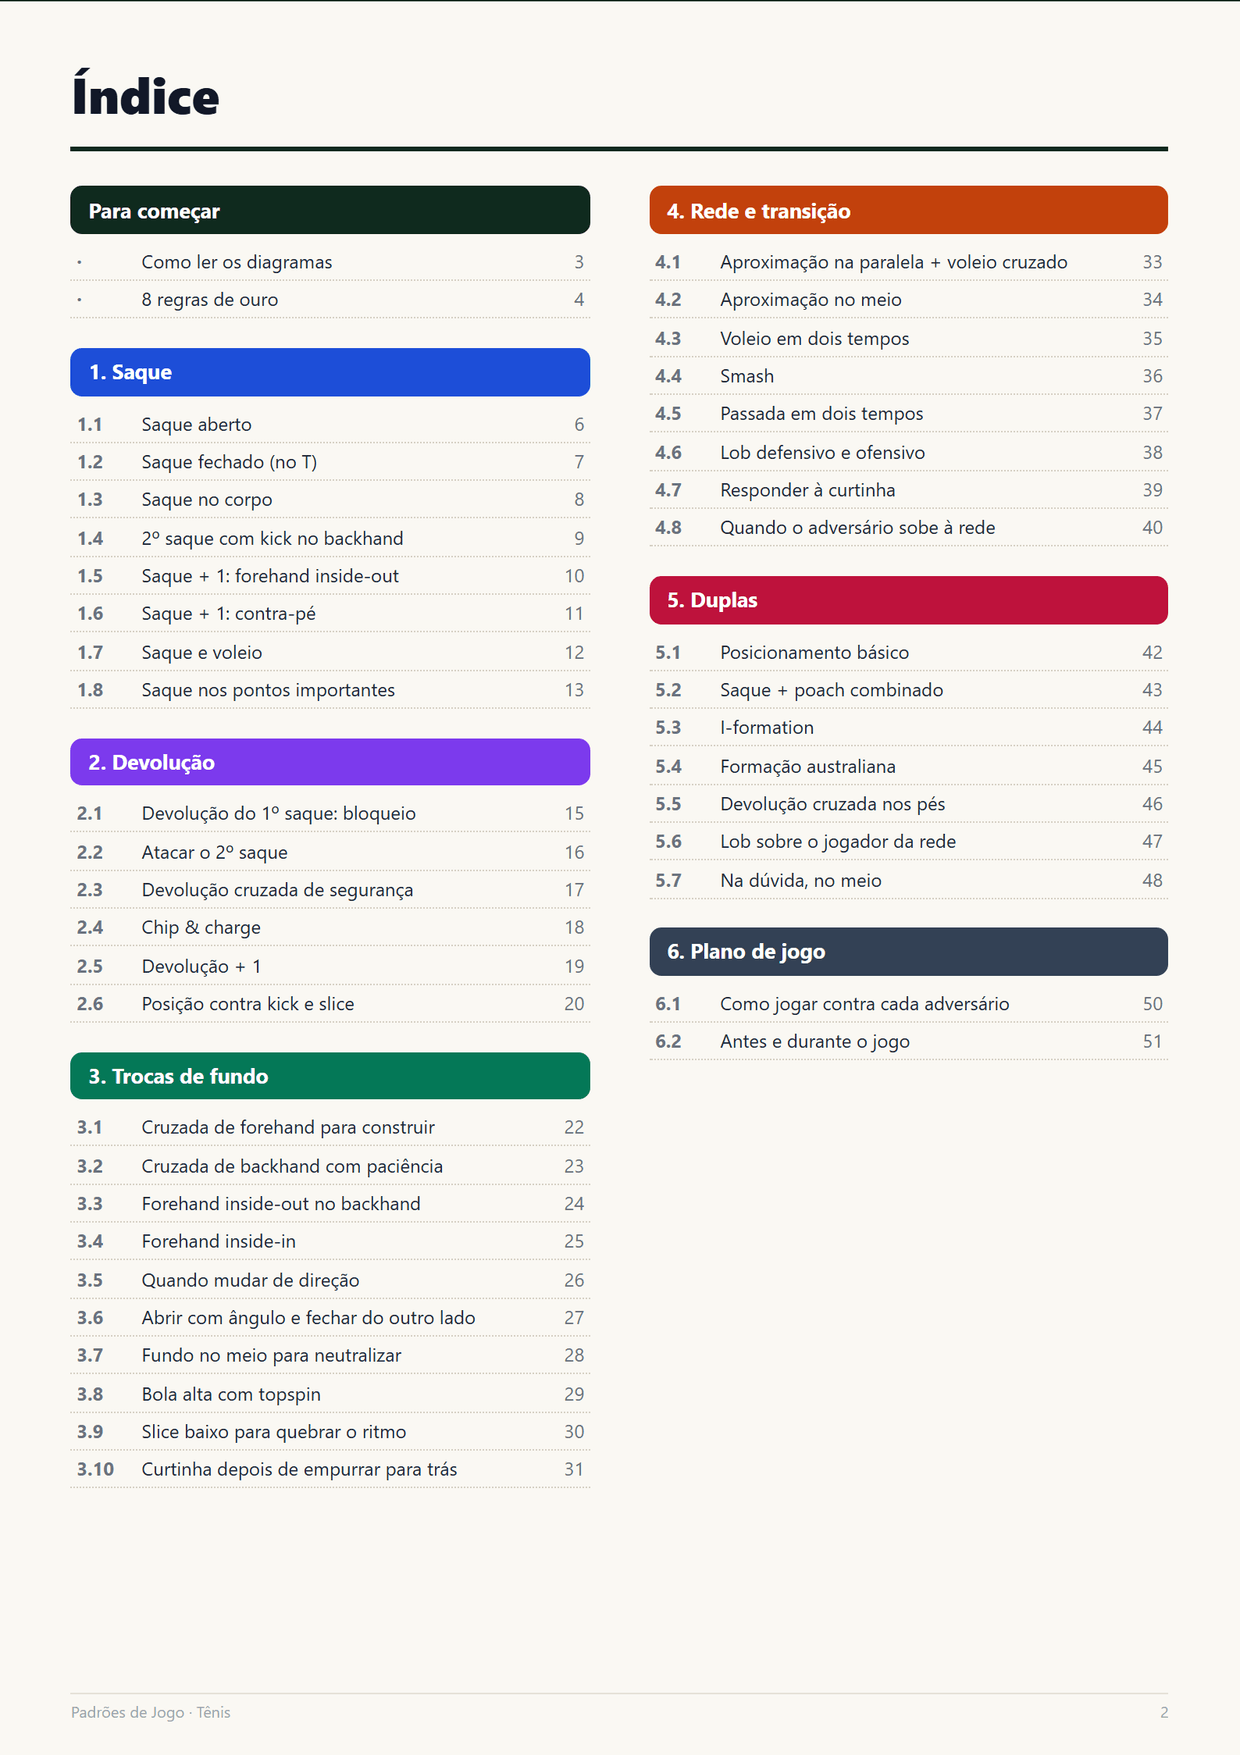 Índice
Para começar
· Como ler os diagramas 3
· 8 regras de ouro 4
1. Saque
1.1 Saque aberto 6
1.2 Saque fechado (no T) 7
1.3 Saque no corpo 8
1.4 2º saque com kick no backhand 9
1.5 Saque + 1: forehand inside-out 10
1.6 Saque + 1: contra-pé 11
1.7 Saque e voleio 12
1.8 Saque nos pontos importantes 13
2. Devolução
2.1 Devolução do 1º saque: bloqueio 15
2.2 Atacar o 2º saque 16
2.3 Devolução cruzada de segurança 17
2.4 Chip & charge 18
2.5 Devolução + 1 19
2.6 Posição contra kick e slice 20
3. Trocas de fundo
3.1 Cruzada de forehand para construir 22
3.2 Cruzada de backhand com paciência 23
3.3 Forehand inside-out no backhand 24
3.4 Forehand inside-in 25
3.5 Quando mudar de direção 26
3.6 Abrir com ângulo e fechar do outro lado 27
3.7 Fundo no meio para neutralizar 28
3.8 Bola alta com topspin 29
3.9 Slice baixo para quebrar o ritmo 30
3.10 Curtinha depois de empurrar para trás 31
4. Rede e transição
4.1 Aproximação na paralela + voleio cruzado 33
4.2 Aproximação no meio 34
4.3 Voleio em dois tempos 35
4.4 Smash 36
4.5 Passada em dois tempos 37
4.6 Lob defensivo e ofensivo 38
4.7 Responder à curtinha 39
4.8 Quando o adversário sobe à rede 40
5. Duplas
5.1 Posicionamento básico 42
5.2 Saque + poach combinado 43
5.3 I-formation 44
5.4 Formação australiana 45
5.5 Devolução cruzada nos pés 46
5.6 Lob sobre o jogador da rede 47
5.7 Na dúvida, no meio 48
6. Plano de jogo
6.1 Como jogar contra cada adversário 50
6.2 Antes e durante o jogo 51
Padrões de Jogo · Tênis 2